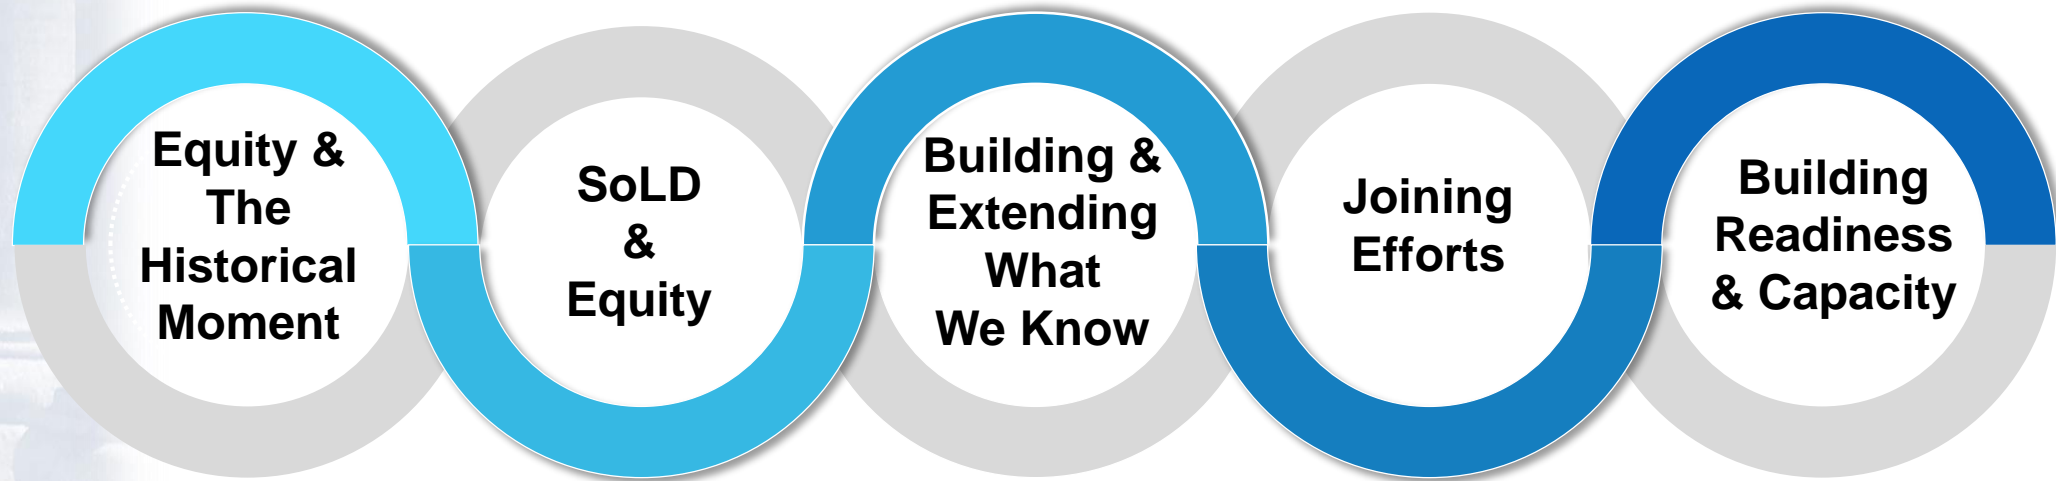 Equity &
The
Historical
Moment
SoLD
&
Equity
Building &
Extending
What
We Know
Joining
Efforts
Building
Readiness
& Capacity